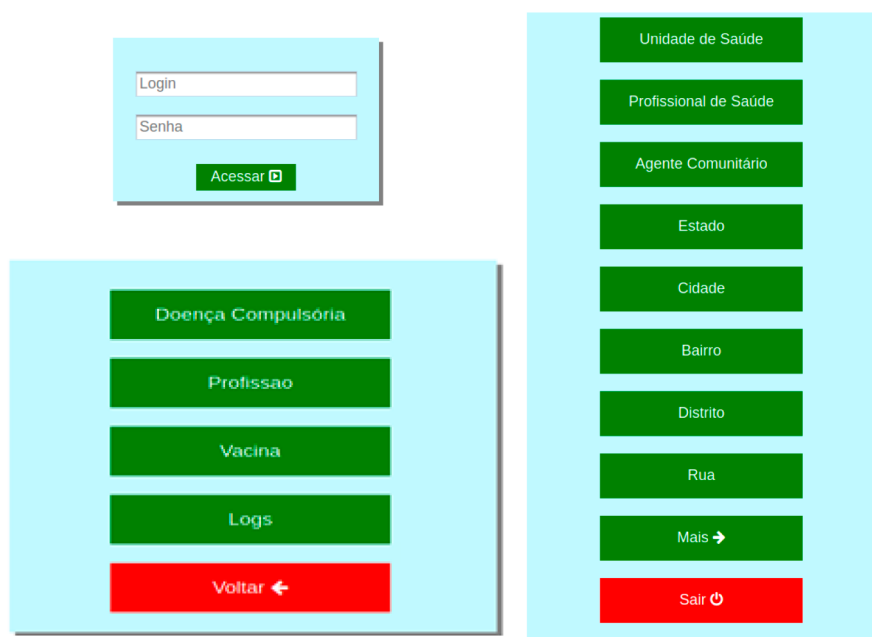 Login
Senha
Acessar
Doença Compulsória
Profissao
Vacina
Logs
Voltar
Unidade de Saúde
Profissional de Saúde
Agente Comunitário
Estado
Cidade
Bairro
Distrito
Rua
Mais
Sair